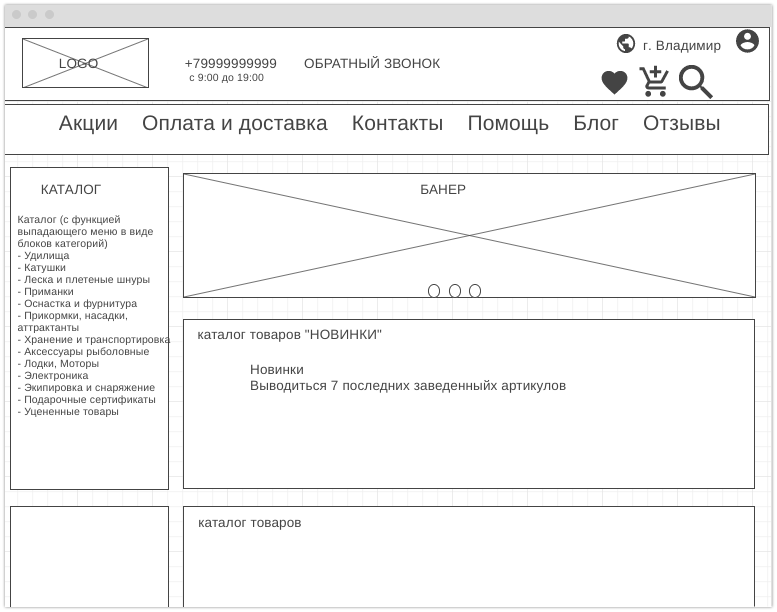 LOGO
+79999999999
с 9:00 до 19:00
ОБРАТНЫЙ ЗВОНОК
г. Владимир
Акции Оплата и доставка Контакты Помощь Блог Отзывы
КАТАЛОГ
Каталог (с функцией
выпадающего меню в виде
блоков категорий)
- Удилища
- Катушки
- Леска и плетеные шнуры
- Приманки
- Оснастка и фурнитура
- Прикормки, насадки,
аттрактанты
- Хранение и транспортировка
- Аксессуары рыболовные
- Лодки, Моторы
- Электроника
- Экипировка и снаряжение
- Подарочные сертификаты
- Уцененные товары
БАНЕР
каталог товаров "НОВИНКИ"
Новинки
Выводиться 7 последних заведенныйх артикулов
каталог товаров